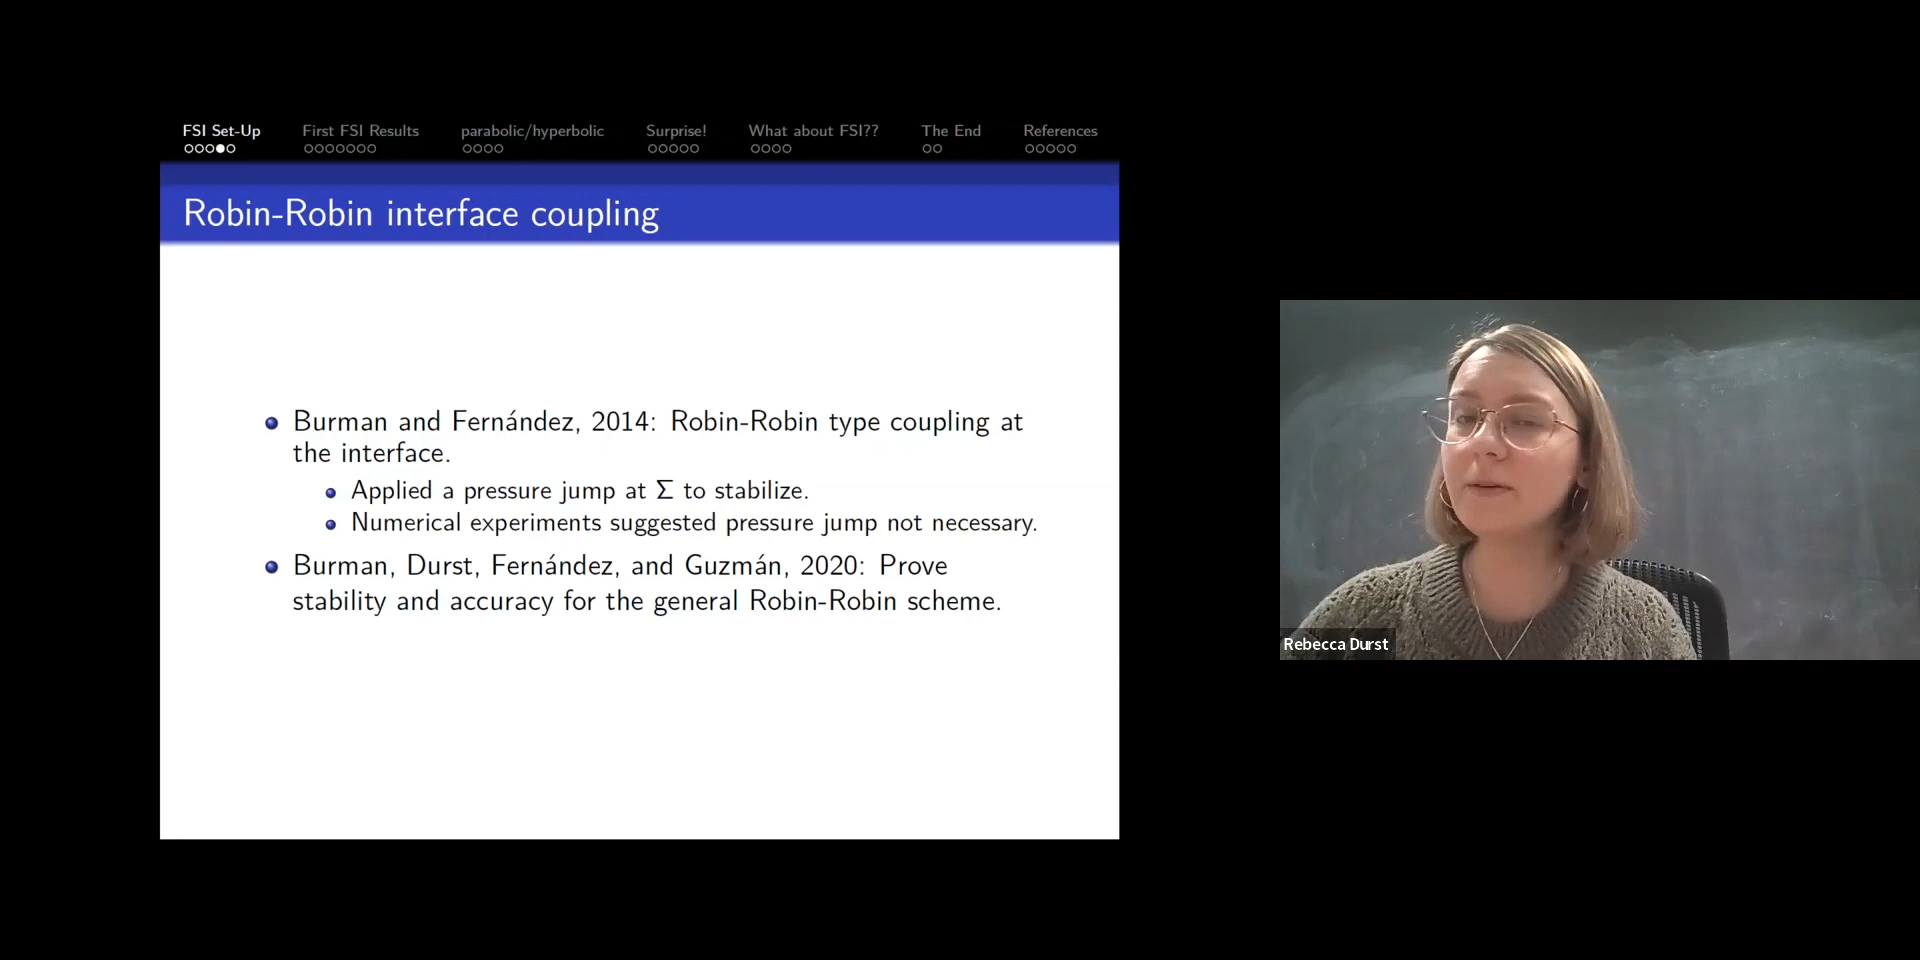 FSI Set-Up First FSI Results parabolic/hyperbolic Surprise! What about FSI?? The End References
Robin-Robin interface coupling
Burman and Fernández, 2014: Robin-Robin type coupling at
the interface.
Applied a pressure jump at Σ to stabilize.
Numerical experiments suggested pressure jump not necessary.
Burman, Durst, Fernández, and Guzmán, 2020: Prove
stability and accuracy for the general Robin-Robin scheme.
Rebecca Durst